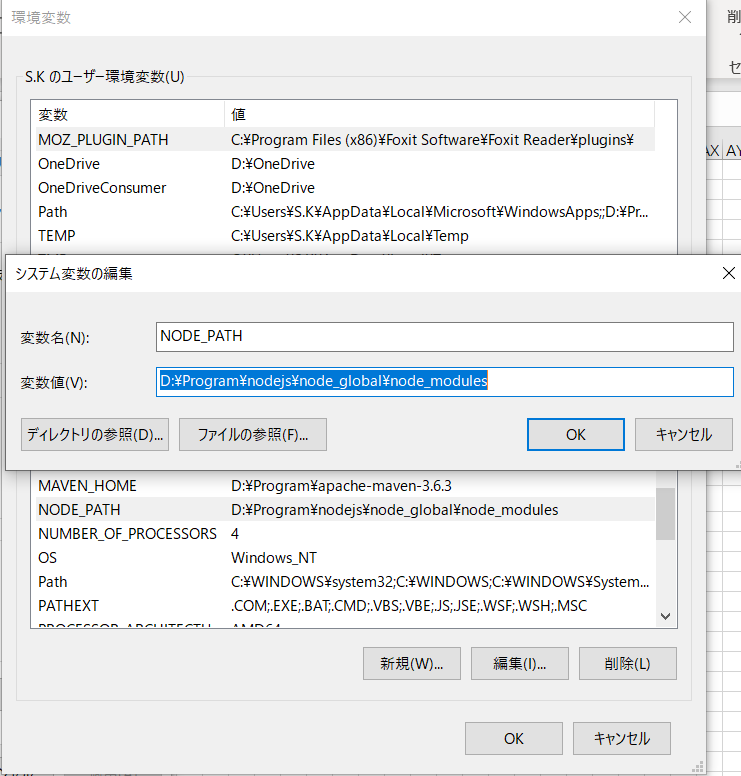 環境変数
削
セ
S.K のユーザー環境変数(U)
変数 値
MOZ_PLUGIN_PATH C:¥Program Files (x86)¥Foxit Software¥Foxit Reader¥plugins¥
OneDrive D:¥OneDrive
AX AY
OneDriveConsumer D:¥OneDrive
Path C:¥Users¥S.K¥AppData¥Local¥Microsoft¥WindowsApps;;D:¥Pr...
TEMP C:¥Users¥S.K¥AppData¥Local¥Temp
システム変数の編集
変数名(N): NODE_PATH
変数値(V): D:¥Program¥nodejs¥node_global¥node_modules
ディレクトリの参照(D)... ファイルの参照(F)... OK キャンセル
MAVEN_HOME D:¥Program¥apache-maven-3.6.3
NODE_PATH D:¥Program¥nodejs¥node_global¥node_modules
NUMBER_OF_PROCESSORS 4
OS Windows_NT
Path C:¥WINDOWS¥system32;C:¥WINDOWS;C:¥WINDOWS¥System...
PATHEXT .COM;.EXE;.BAT;.CMD;.VBS;.VBE;.JS;.JSE;.WSF;.WSH;.MSC
新規(W)... 編集(I)... 削除(L)
OK キャンセル